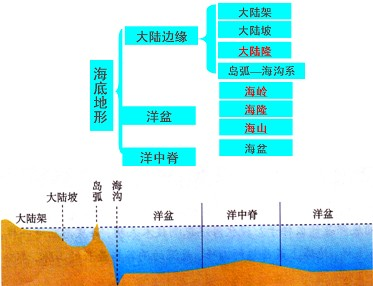 大陆架
大陆边缘
大陆坡
大陆隆
岛弧—海沟系
海底地形
海岭
洋盆
海隆
海山
洋中脊
海盆
大陆架
大陆坡
岛弧
海沟
洋盆
洋中脊
洋盆